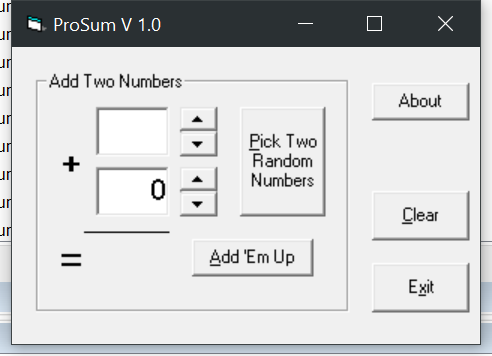 ProSum V 1.0
Add Two Numbers
About
+
Pick Two
Random
Numbers
0
Clear
=
Add 'Em Up
Exit